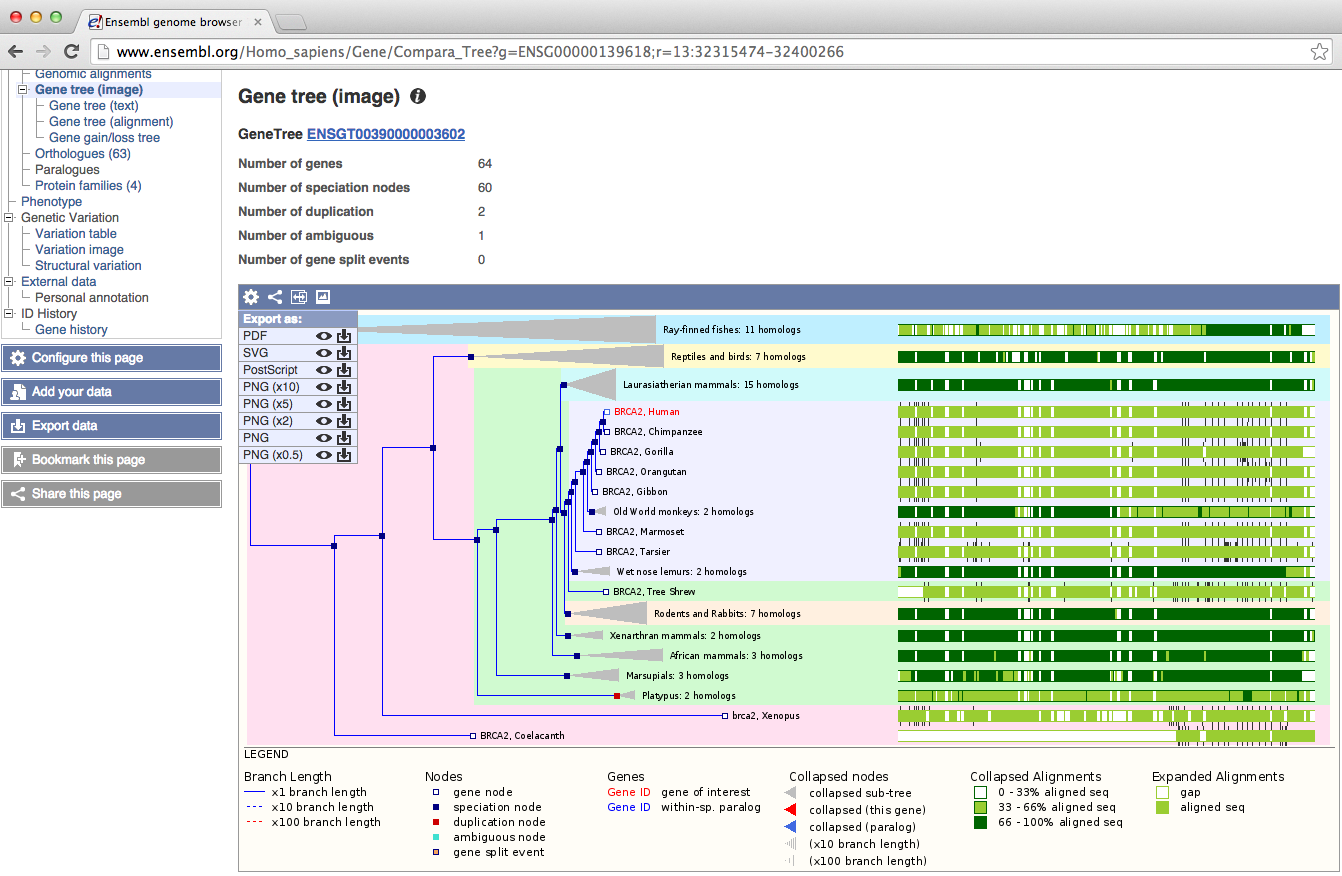 Ensembl genome browser
www.ensembl.org/Homo_sapiens/Gene/Compara_Tree?g=ENSG00000139618;r=13:32315474-32400266
Genomic alignments
Gene tree (image)
Gene tree (text)
Gene tree (alignment)
Gene gain/loss tree
Orthologues (63)
Paralogues
Protein families (4)
Phenotype
Genetic Variation
Variation table
Variation image
Structural variation
External data
Personal annotation
ID History
Gene history
Configure this page
Add your data
Export data
Bookmark this page
Share this page
Gene tree (image)
GeneTree ENSGT00390000003602
Number of genes 64
Number of speciation nodes 60
Number of duplication 2
Number of ambiguous 1
Number of gene split events 0
Export as:
PDF
SVG
PostScript
PNG (x10)
PNG (x5)
PNG (x2)
PNG
PNG (x0.5)
Ray-finned fishes: 11 homologs
Reptiles and birds: 7 homologs
Laurasiatherian mammals: 15 homologs
BRCA2, Human
BRCA2, Chimpanzee
BRCA2, Gorilla
BRCA2, Orangutan
BRCA2, Gibbon
Old World monkeys: 2 homologs
BRCA2, Marmoset
BRCA2, Tarsier
Wet nose lemurs: 2 homologs
BRCA2, Tree Shrew
Rodents and Rabbits: 7 homologs
Xenarthran mammals: 2 homologs
African mammals: 3 homologs
Marsupials: 3 homologs
Platypus: 2 homologs
brca2, Xenopus
BRCA2, Coelacanth
LEGEND
Branch Length
x1 branch length
x10 branch length
x100 branch length
Nodes
gene node
speciation node
duplication node
ambiguous node
gene split event
Genes
Gene ID gene of interest
Gene ID within-sp. paralog
Collapsed nodes
collapsed sub-tree
collapsed (this gene)
collapsed (paralog)
(x10 branch length)
(x100 branch length)
Collapsed Alignments
0 - 33% aligned seq
33 - 66% aligned seq
66 - 100% aligned seq
Expanded Alignments
gap
aligned seq